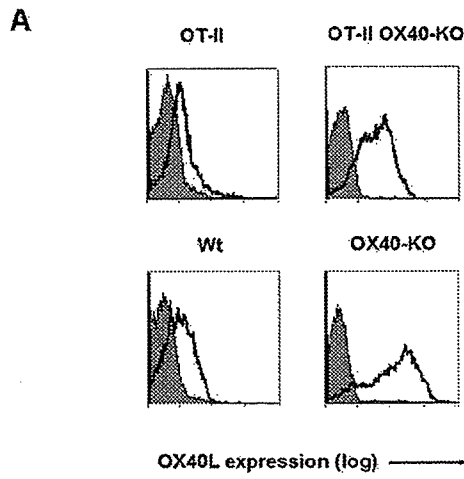 A
OT-II OT-II OX40-KO
Wt OX40-KO
OX40L expression (log)